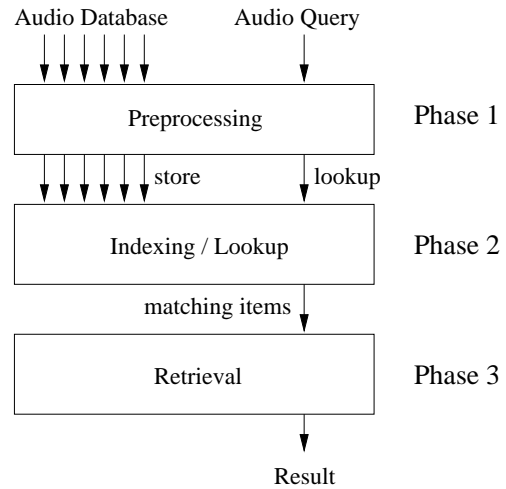 Audio Database
Audio Query
Preprocessing
Phase 1
store
lookup
Indexing / Lookup
Phase 2
matching items
Retrieval
Phase 3
Result